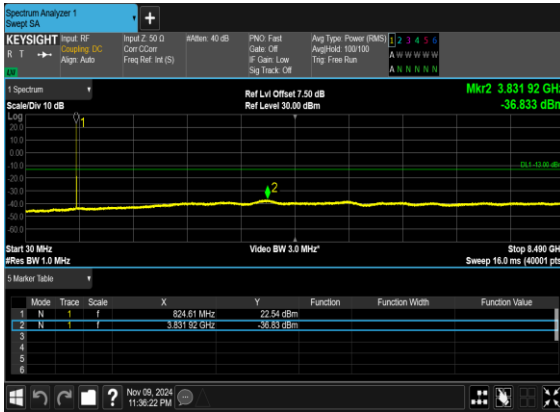 Spectrum Analyzer 1
Swept SA
+
KEYSIGHT
R T
Input: RF
Coupling: DC
Align: Auto
Input Z: 50 Ω
Corr CCorr
Freq Ref: Int (S)
#Atten: 40 dB
PNO: Fast
Gate: Off
IF Gain: Low
Sig Track: Off
Avg Type: Power (RMS)
Avg|Hold: 100/100
Trig: Free Run
1 2 3 4 5 6
A W W W W W
A N N N N N
1 Spectrum
Scale/Div 10 dB
Ref Lvl Offset 7.50 dB
Ref Level 30.00 dBm
Mkr2 3.831 92 GHz
-36.833 dBm
Log
20.0
10.0
0.00
-10.0
-20.0
-30.0
-40.0
-50.0
-60.0
1
DL1 -13.00 dBm
2
Start 30 MHz
#Res BW 1.0 MHz
Video BW 3.0 MHz*
Stop 8.490 GHz
Sweep 16.0 ms (40001 pts)
5 Marker Table
Mode Trace Scale X Y Function Function Width Function Value
1 N 1 f 824.61 MHz 22.54 dBm
2 N 1 f 3.831 92 GHz -36.83 dBm
3
4
5
6
?
Nov 09, 2024
11:36:22 PM